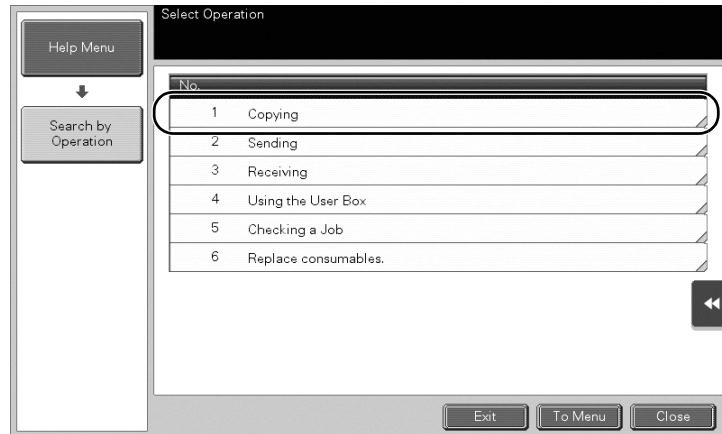 Select Operation
Help Menu
Search by
Operation
No.
1 Copying
2 Sending
3 Receiving
4 Using the User Box
5 Checking a Job
6 Replace consumables.
Exit To Menu Close